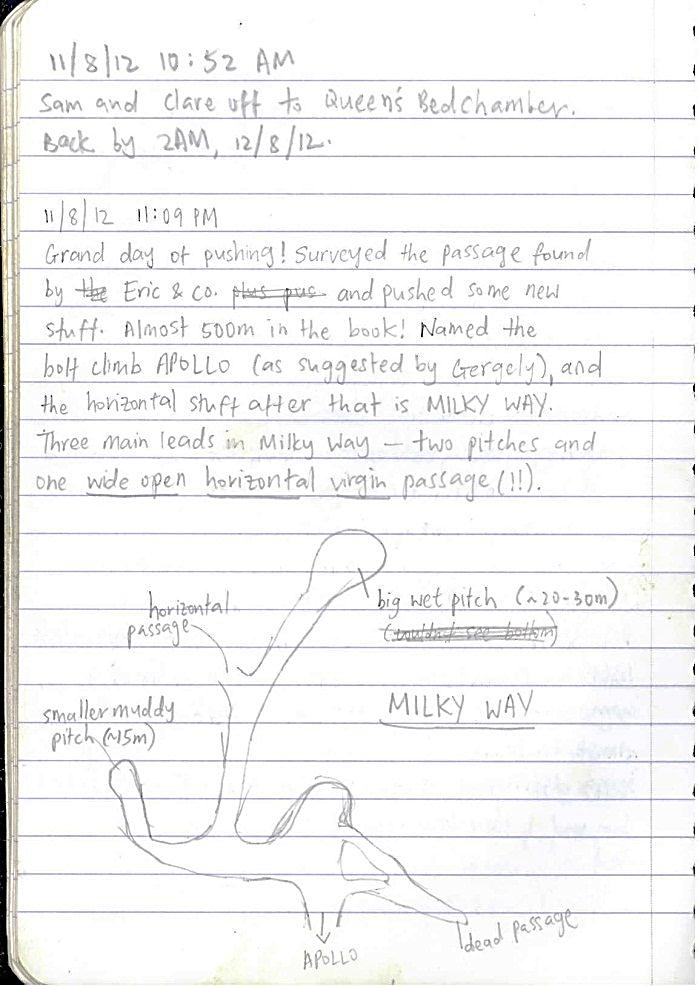 11/8/12 10:52 AM
Sam and Clare off to Queen's Bedchamber.
Back by 2AM, 12/8/12.
11/8/12 11:09 PM
Grand day of pushing! Surveyed the passage found
by the Eric & co. plus pus and pushed some new
stuff. Almost 500m in the book! Named the
bolt climb APOLLO (as suggested by Gergely), and
the horizontal stuff after that is MILKY WAY.
Three main leads in Milky Way – two pitches and
one wide open horizontal virgin passage (!!).
big wet pitch (~20-30m)
(couldn't see bottom)
horizontal
passage
MILKY WAY
smaller muddy
pitch (~15m)
dead passage
APOLLO